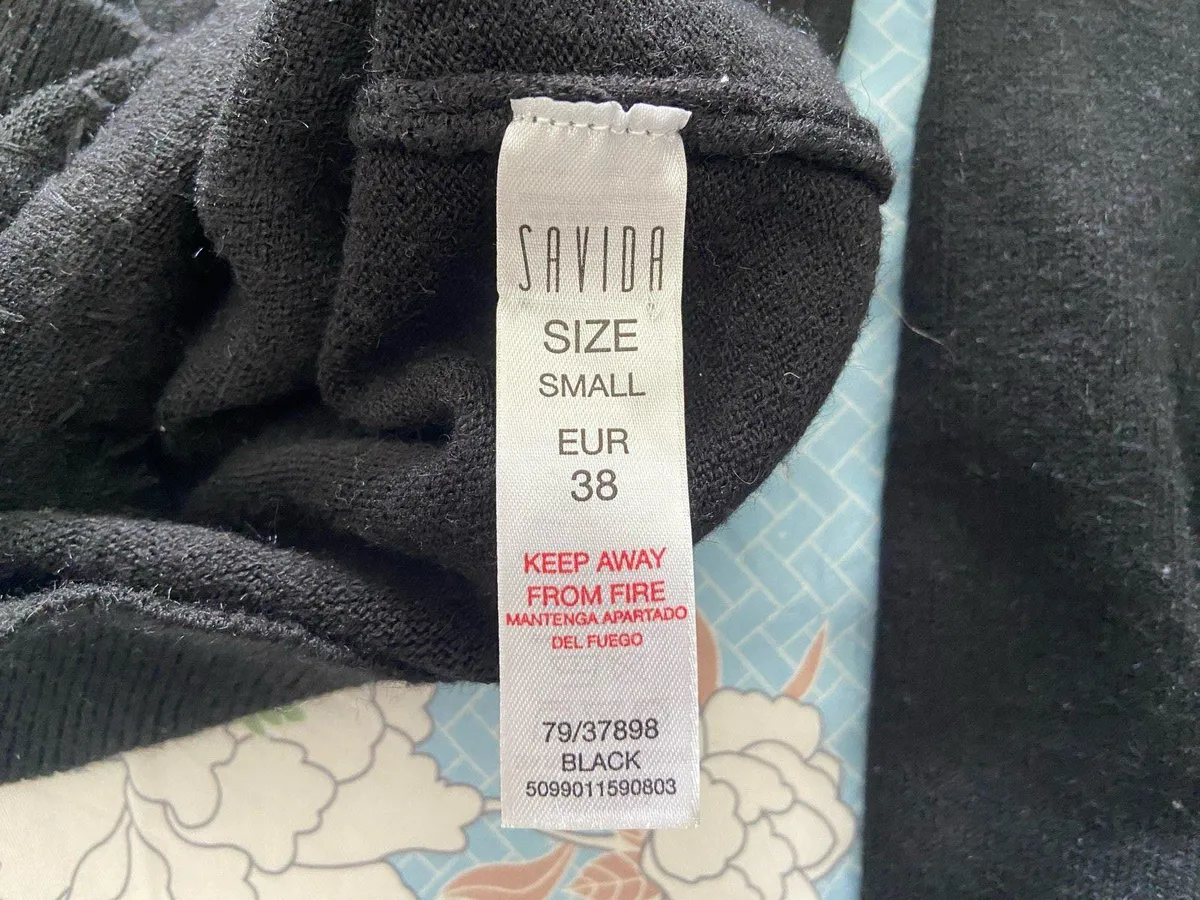 SAVIDA
SIZE
SMALL
EUR
38
KEEP AWAY
FROM FIRE
MANTENGA APARTADO
DEL FUEGO
79/37898
BLACK
5099011590803